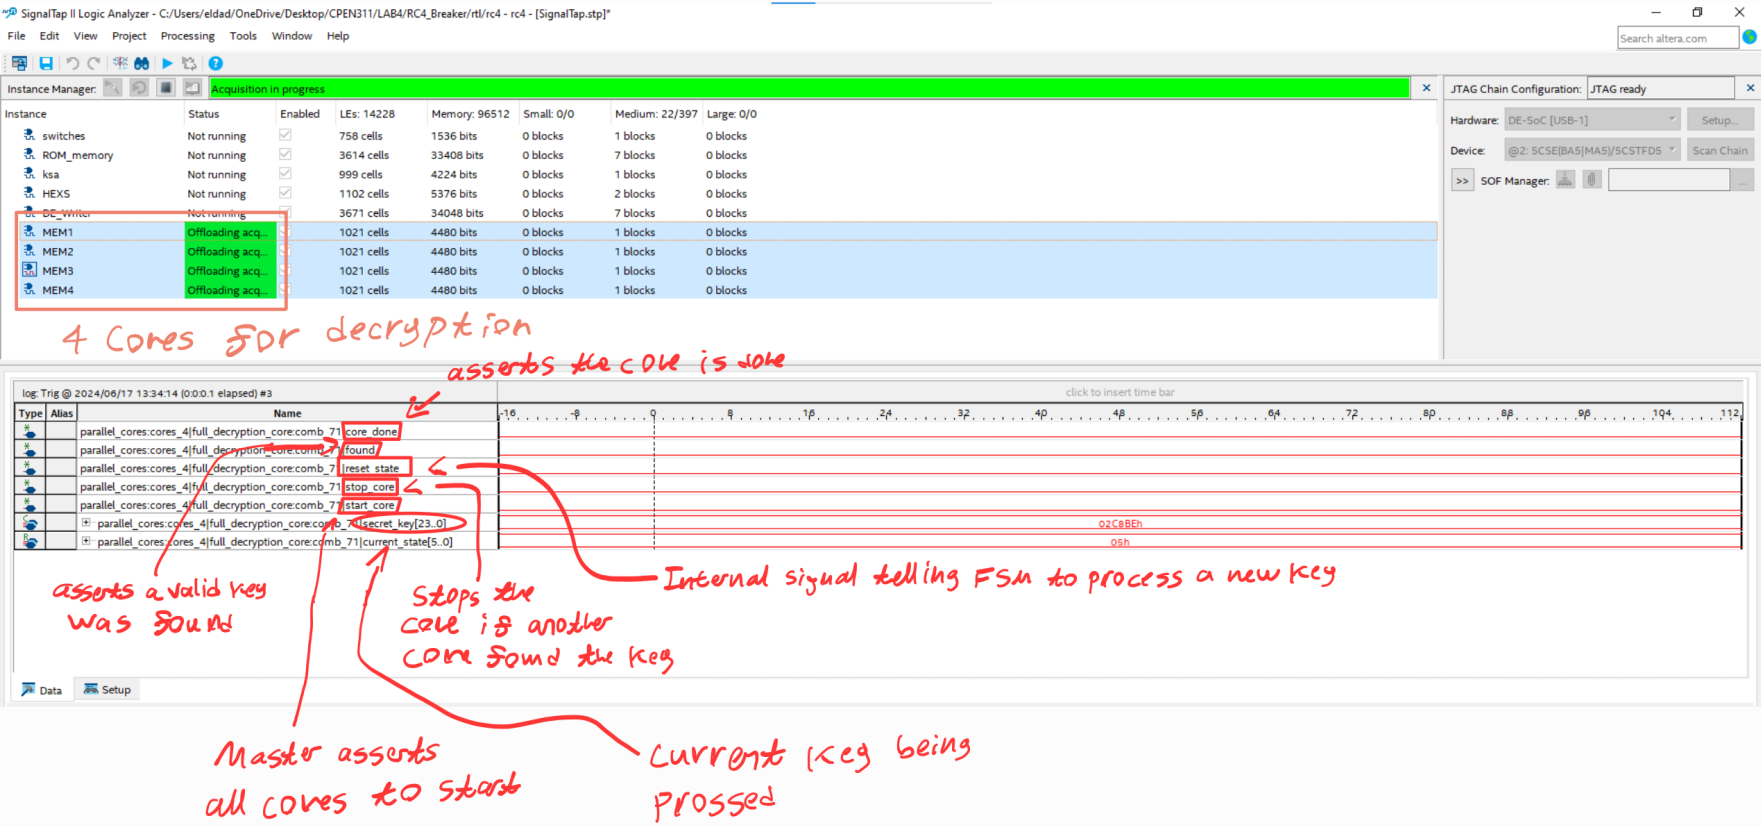 SignalTap II Logic Analyzer - C:/Users/eldad/OneDrive/Desktop/CPEN311/LAB4/RC4_Breaker/rtl/rc4 - rc4 - [SignalTap.stp]*
File Edit View Project Processing Tools Window Help
Search altera.com
Instance Manager: Acquisition in progress
JTAG Chain Configuration: JTAG ready
Instance Status Enabled LEs: 14228 Memory: 96512 Small: 0/0 Medium: 22/397 Large: 0/0
switches Not running 758 cells 1536 bits 0 blocks 1 blocks 0 blocks
ROM_memory Not running 3614 cells 33408 bits 0 blocks 7 blocks 0 blocks
ksa Not running 999 cells 4224 bits 0 blocks 1 blocks 0 blocks
HEXS Not running 1102 cells 5376 bits 0 blocks 2 blocks 0 blocks
DE_Writer Not running 3671 cells 34048 bits 0 blocks 7 blocks 0 blocks
MEM1 Offloading acq... 1021 cells 4480 bits 0 blocks 1 blocks 0 blocks
MEM2 Offloading acq... 1021 cells 4480 bits 0 blocks 1 blocks 0 blocks
MEM3 Offloading acq... 1021 cells 4480 bits 0 blocks 1 blocks 0 blocks
MEM4 Offloading acq... 1021 cells 4480 bits 0 blocks 1 blocks 0 blocks
Hardware: DE-SoC [USB-1] Setup...
Device: @2: 5CSE(BA5|MA5)/5CSTFD5 Scan Chain
>> SOF Manager: ...
4 Cores for decryption
asserts the core is done
log: Trig @ 2024/06/17 13:34:14 (0:0:0.1 elapsed) #3
click to insert time bar
Type Alias Name
-16 -8 0 8 16 24 32 40 48 56 64 72 80 88 96 104 112
parallel_cores:cores_4|full_decryption_core:comb_71|core_done
parallel_cores:cores_4|full_decryption_core:comb_71|found
parallel_cores:cores_4|full_decryption_core:comb_71|reset_state
parallel_cores:cores_4|full_decryption_core:comb_71|stop_core
parallel_cores:cores_4|full_decryption_core:comb_71|start_core
parallel_cores:cores_4|full_decryption_core:comb_71|secret_key[23..0] 02C8BEh
parallel_cores:cores_4|full_decryption_core:comb_71|current_state[5..0] 05h
asserts a valid key
was found
Stops the
core if another
core found the key
Internal signal telling FSM to process a new key
Data Setup
Master asserts
all cores to start
Current key being
prossed